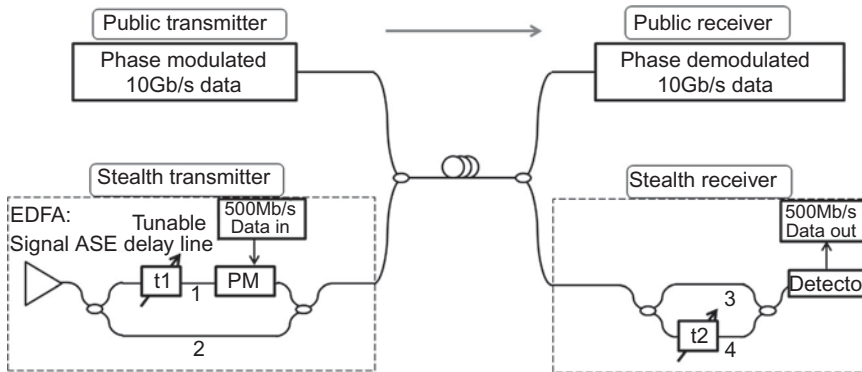 Public transmitter
Public receiver
Phase modulated
10Gb/s data
Phase demodulated
10Gb/s data
Stealth transmitter
Stealth receiver
EDFA:
Signal ASE
Tunable
delay line
500Mb/s
Data in
500Mb/s
Data out
t1
1
PM
2
3
t2
4
Detecto